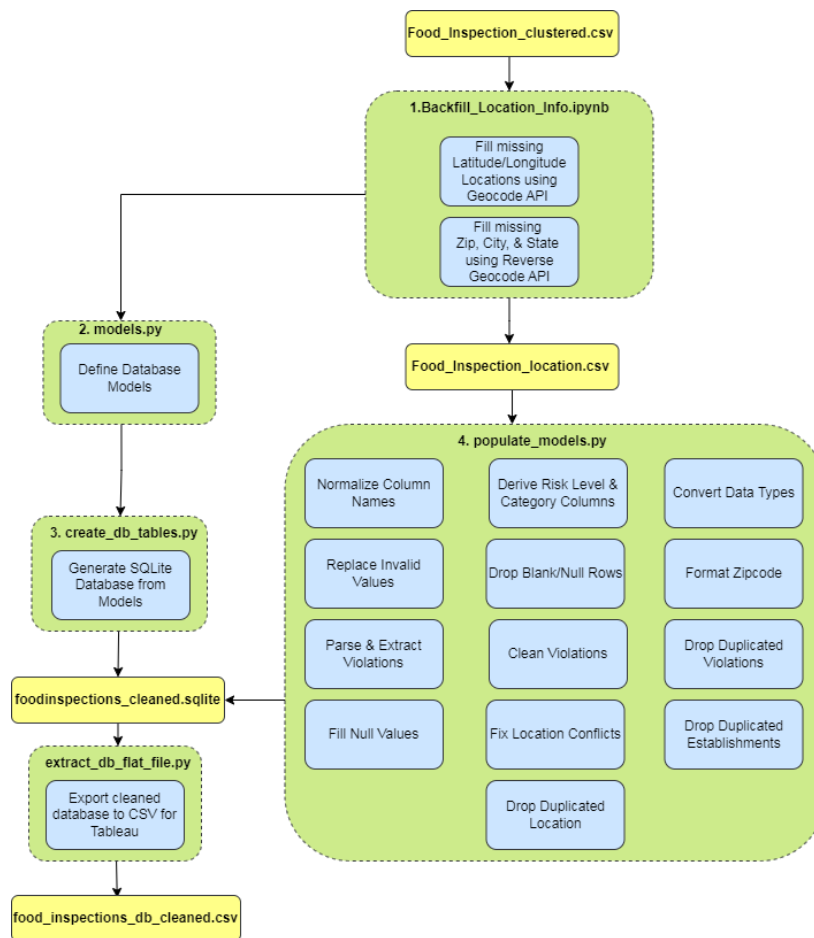 Food_Inspection_clustered.csv
1.Backfill_Location_Info.ipynb
Fill missing
Latitude/Longitude
Locations using
Geocode API
Fill missing
Zip, City, & State
using Reverse
Geocode API
2. models.py
Define Database
Models
Food_Inspection_location.csv
4. populate_models.py
Normalize Column
Names
Derive Risk Level &
Category Columns
Convert Data Types
3. create_db_tables.py
Generate SQLite
Database from
Models
Replace Invalid
Values
Drop Blank/Null Rows
Format Zipcode
Parse & Extract
Violations
Clean Violations
Drop Duplicated
Violations
foodinspections_cleaned.sqlite
Fill Null Values
Fix Location Conflicts
Drop Duplicated
Establishments
extract_db_flat_file.py
Export cleaned
database to CSV for
Tableau
Drop Duplicated
Location
food_inspections_db_cleaned.csv